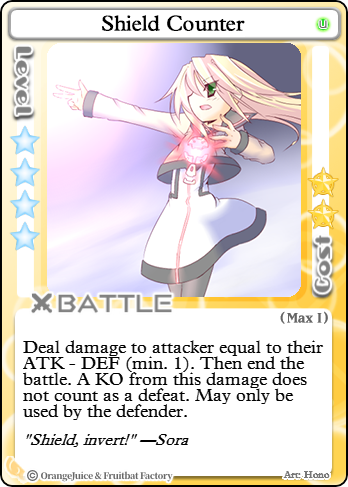 Shield Counter
U
Level
Cost
BATTLE
(Max 1)
Deal damage to attacker equal to their
ATK - DEF (min. 1). Then end the
battle. A KO from this damage does
not count as a defeat. May only be
used by the defender.
"Shield, invert!" —Sora
© OrangeJuice & Fruitbat Factory
Art: Hono